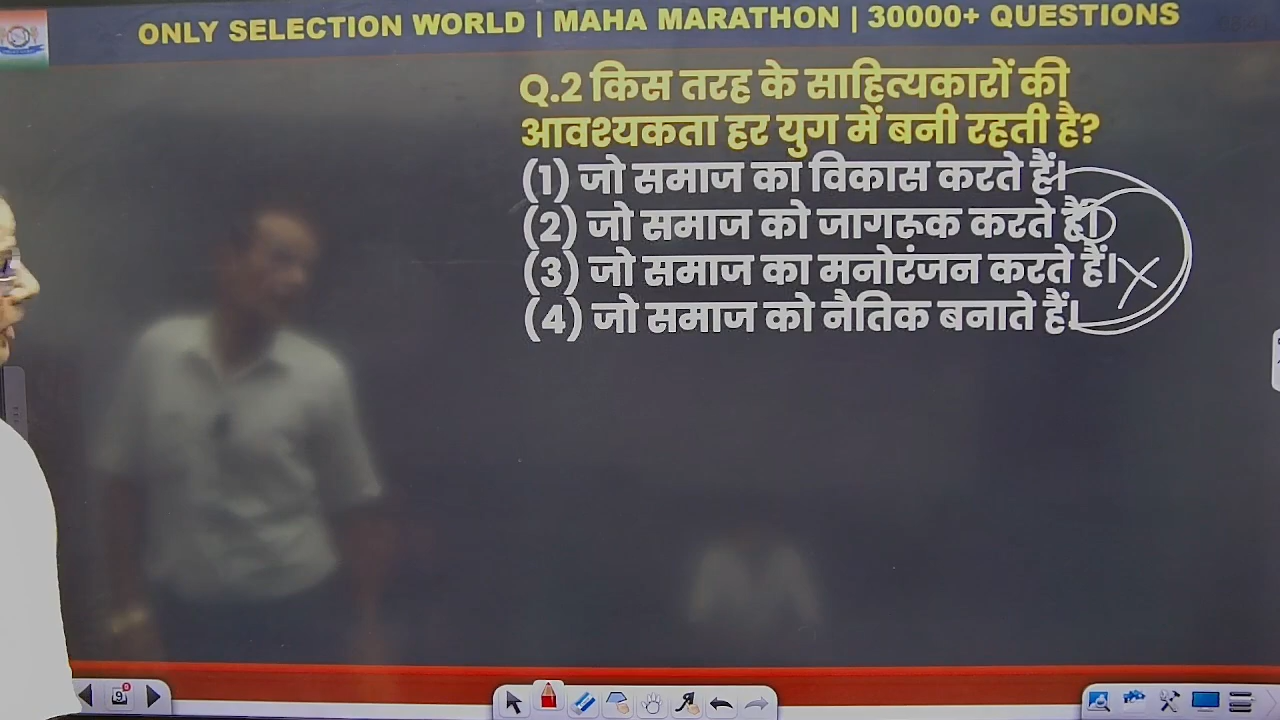 ONLY SELECTION WORLD | MAHA MARATHON | 30000+ QUESTIONS
Q.2 किस तरह के साहित्यकारों की
आवश्यकता हर युग में बनी रहती है?
(1) जो समाज का विकास करते हैं।
(2) जो समाज को जागरूक करते हैं।
(3) जो समाज का मनोरंजन करते हैं।
(4) जो समाज को नैतिक बनाते हैं।